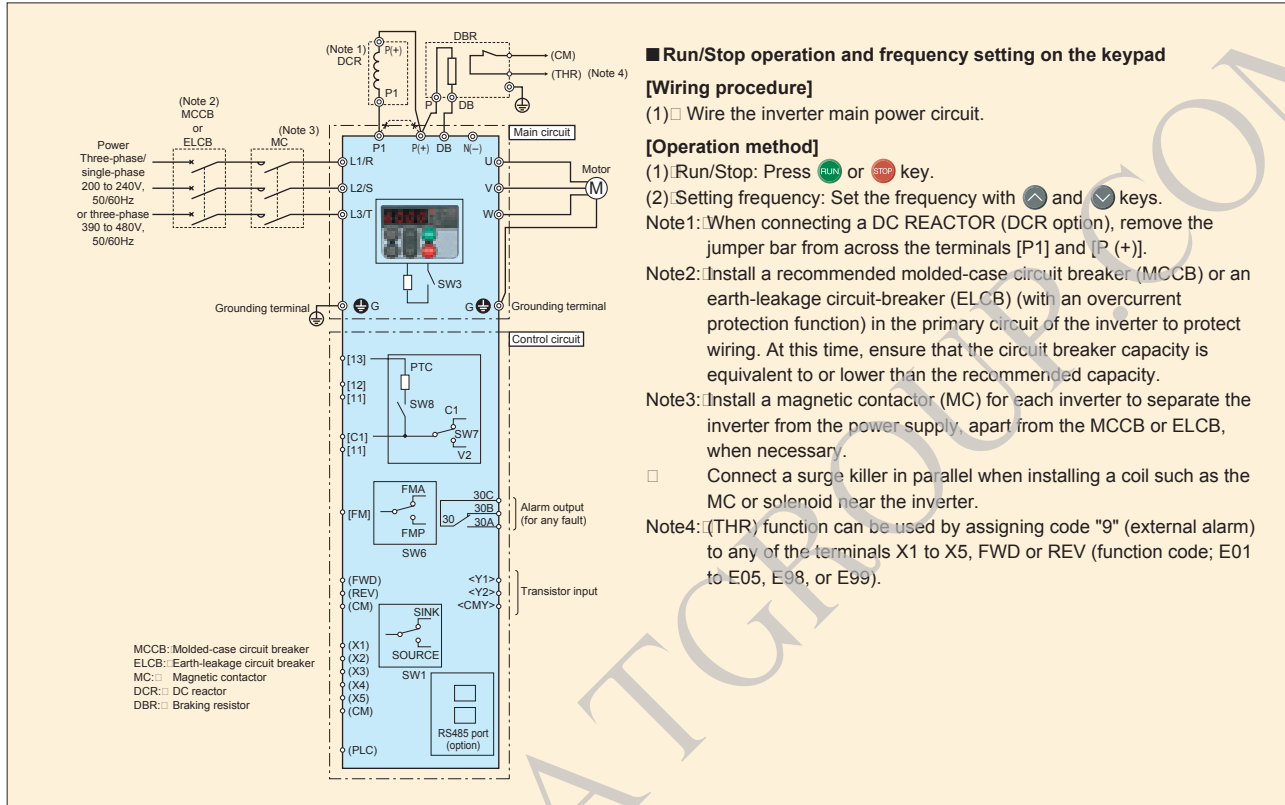 DBR
(Note 1)
DCR
P(+)
P1
(CM)
(THR) (Note 4)
P
DB
(Note 2)
MCCB
or
ELCB
(Note 3)
MC
Main circuit
P1
P(+)
DB
N(−)
Power
Three-phase/
single-phase
200 to 240V,
50/60Hz
or three-phase
390 to 480V,
50/60Hz
L1/R
L2/S
L3/T
U
V
W
Motor
M
SW3
Grounding terminal
G
G
Grounding terminal
Control circuit
[13]
[12]
[11]
[C1]
[11]
PTC
SW8
C1
SW7
V2
[FM]
FMA
FMP
SW6
30C
30B
30
30A
Alarm output
(for any fault)
(FWD)
(REV)
(CM)
<Y1>
<Y2>
<CMY>
Transistor input
SINK
SOURCE
SW1
(X1)
(X2)
(X3)
(X4)
(X5)
(CM)
(PLC)
RS485 port
(option)
MCCB: Molded-case circuit breaker
ELCB: Earth-leakage circuit breaker
MC: Magnetic contactor
DCR: DC reactor
DBR: Braking resistor
■ Run/Stop operation and frequency setting on the keypad
[Wiring procedure]
(1) Wire the inverter main power circuit.
[Operation method]
(1) Run/Stop: Press RUN or STOP key.
(2) Setting frequency: Set the frequency with and keys.
Note1: When connecting a DC REACTOR (DCR option), remove the
jumper bar from across the terminals [P1] and [P (+)].
Note2: Install a recommended molded-case circuit breaker (MCCB) or an
earth-leakage circuit-breaker (ELCB) (with an overcurrent
protection function) in the primary circuit of the inverter to protect
wiring. At this time, ensure that the circuit breaker capacity is
equivalent to or lower than the recommended capacity.
Note3: Install a magnetic contactor (MC) for each inverter to separate the
inverter from the power supply, apart from the MCCB or ELCB,
when necessary.
Connect a surge killer in parallel when installing a coil such as the
MC or solenoid near the inverter.
Note4: (THR) function can be used by assigning code "9" (external alarm)
to any of the terminals X1 to X5, FWD or REV (function code; E01
to E05, E98, or E99).
ATGROUP.COM